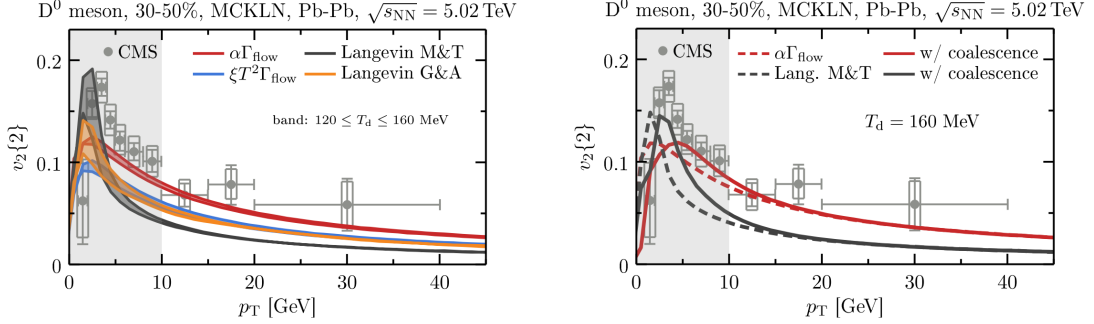 D⁰ meson, 30-50%, MCKLN, Pb-Pb, √sNN = 5.02 TeV
0.2
0.1
0
v₂{2}
CMS
αΓflow
ξT²Γflow
Langevin M&T
Langevin G&A
band: 120 ≤ Td ≤ 160 MeV
0 10 20 30 40
pT [GeV]
D⁰ meson, 30-50%, MCKLN, Pb-Pb, √sNN = 5.02 TeV
0.2
0.1
0
v₂{2}
CMS
αΓflow
Lang. M&T
w/ coalescence
w/ coalescence
Td = 160 MeV
0 10 20 30 40
pT [GeV]